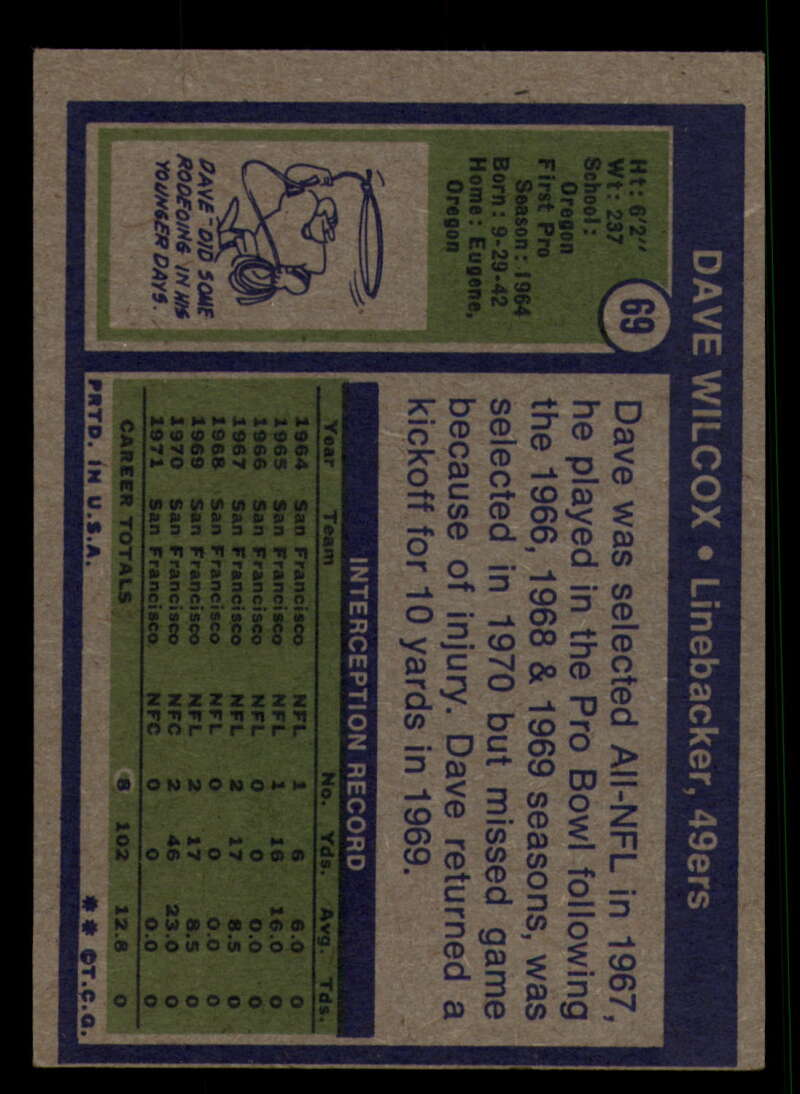 DAVE WILCOX • Linebacker, 49ers
69
Ht: 6'2"
Wt: 237
School:
Oregon
First Pro
Season: 1964
Born: 9-29-42
Home: Eugene,
Oregon
DAVE DID SOME
RODEOING IN HIS
YOUNGER DAYS.
Dave was selected All-NFL in 1967,
he played in the Pro Bowl following
the 1966, 1968 & 1969 seasons, was
selected in 1970 but missed game
because of injury. Dave returned a
kickoff for 10 yards in 1969.
INTERCEPTION RECORD
Year Team No. Yds. Avg. Tds.
1964 San Francisco NFL 1 6 6.0 0
1965 San Francisco NFL 1 16 16.0 0
1966 San Francisco NFL 0 0 0.0 0
1967 San Francisco NFL 2 17 8.5 0
1968 San Francisco NFL 0 0 0.0 0
1969 San Francisco NFL 2 17 8.5 0
1970 San Francisco NFC 2 46 23.0 0
1971 San Francisco NFC 0 0 0.0 0
CAREER TOTALS 8 102 12.8 0
PRTD. IN U.S.A. ** ©T.C.G.